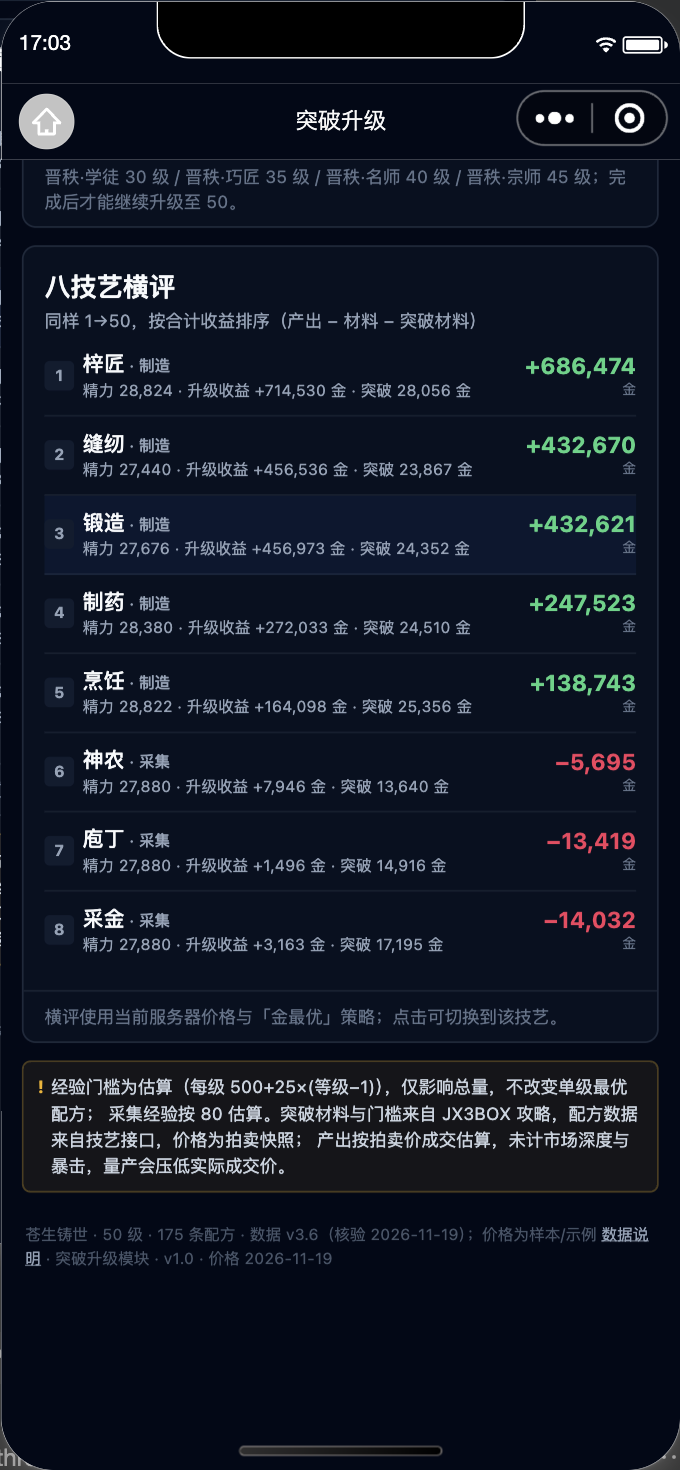 17:03
突破升级
晋秩·学徒 30 级 / 晋秩·巧匠 35 级 / 晋秩·名师 40 级 / 晋秩·宗师 45 级；完
成后才能继续升级至 50。
八技艺横评
同样 1→50，按合计收益排序（产出 − 材料 − 突破材料）
1 梓匠 · 制造 +686,474
精力 28,824 · 升级收益 +714,530 金 · 突破 28,056 金 金
2 缝纫 · 制造 +432,670
精力 27,440 · 升级收益 +456,536 金 · 突破 23,867 金 金
3 锻造 · 制造 +432,621
精力 27,676 · 升级收益 +456,973 金 · 突破 24,352 金 金
4 制药 · 制造 +247,523
精力 28,380 · 升级收益 +272,033 金 · 突破 24,510 金 金
5 烹饪 · 制造 +138,743
精力 28,822 · 升级收益 +164,098 金 · 突破 25,356 金 金
6 神农 · 采集 −5,695
精力 27,880 · 升级收益 +7,946 金 · 突破 13,640 金 金
7 庖丁 · 采集 −13,419
精力 27,880 · 升级收益 +1,496 金 · 突破 14,916 金 金
8 采金 · 采集 −14,032
精力 27,880 · 升级收益 +3,163 金 · 突破 17,195 金 金
横评使用当前服务器价格与「金最优」策略；点击可切换到该技艺。
! 经验门槛为估算（每级 500+25×(等级−1)），仅影响总量，不改变单级最优
配方； 采集经验按 80 估算。突破材料与门槛来自 JX3BOX 攻略，配方数据
来自技艺接口，价格为拍卖快照； 产出按拍卖价成交估算，未计市场深度与
暴击，量产会压低实际成交价。
苍生铸世 · 50 级 · 175 条配方 · 数据 v3.6（核验 2026-11-19）；价格为样本/示例 数据说
明 · 突破升级模块 · v1.0 · 价格 2026-11-19